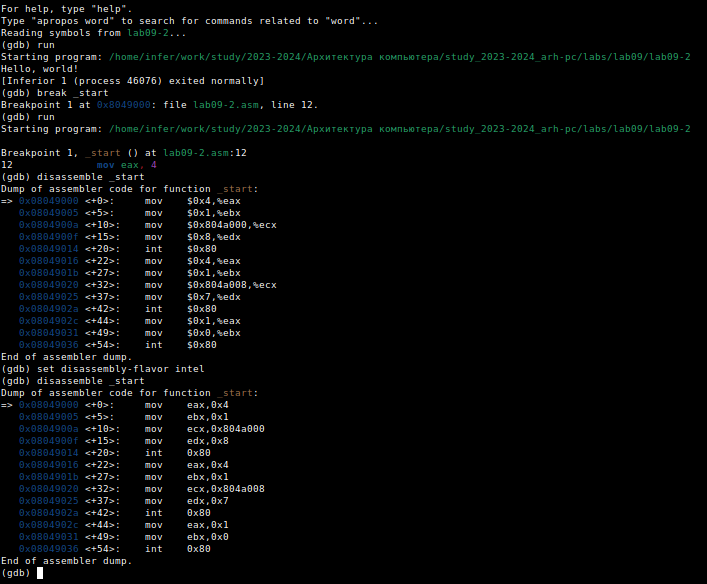 For help, type "help".
Type "apropos word" to search for commands related to "word"...
Reading symbols from lab09-2...
(gdb) run
Starting program: /home/infer/work/study/2023-2024/Архитектура компьютера/study_2023-2024_arh-pc/labs/lab09/lab09-2
Hello, world!
[Inferior 1 (process 46076) exited normally]
(gdb) break _start
Breakpoint 1 at 0x8049000: file lab09-2.asm, line 12.
(gdb) run
Starting program: /home/infer/work/study/2023-2024/Архитектура компьютера/study_2023-2024_arh-pc/labs/lab09/lab09-2

Breakpoint 1, _start () at lab09-2.asm:12
12              mov eax, 4
(gdb) disassemble _start
Dump of assembler code for function _start:
=> 0x08049000 <+0>:     mov    $0x4,%eax
   0x08049005 <+5>:     mov    $0x1,%ebx
   0x0804900a <+10>:    mov    $0x804a000,%ecx
   0x0804900f <+15>:    mov    $0x8,%edx
   0x08049014 <+20>:    int    $0x80
   0x08049016 <+22>:    mov    $0x4,%eax
   0x0804901b <+27>:    mov    $0x1,%ebx
   0x08049020 <+32>:    mov    $0x804a008,%ecx
   0x08049025 <+37>:    mov    $0x7,%edx
   0x0804902a <+42>:    int    $0x80
   0x0804902c <+44>:    mov    $0x1,%eax
   0x08049031 <+49>:    mov    $0x0,%ebx
   0x08049036 <+54>:    int    $0x80
End of assembler dump.
(gdb) set disassembly-flavor intel
(gdb) disassemble _start
Dump of assembler code for function _start:
=> 0x08049000 <+0>:     mov    eax,0x4
   0x08049005 <+5>:     mov    ebx,0x1
   0x0804900a <+10>:    mov    ecx,0x804a000
   0x0804900f <+15>:    mov    edx,0x8
   0x08049014 <+20>:    int    0x80
   0x08049016 <+22>:    mov    eax,0x4
   0x0804901b <+27>:    mov    ebx,0x1
   0x08049020 <+32>:    mov    ecx,0x804a008
   0x08049025 <+37>:    mov    edx,0x7
   0x0804902a <+42>:    int    0x80
   0x0804902c <+44>:    mov    eax,0x1
   0x08049031 <+49>:    mov    ebx,0x0
   0x08049036 <+54>:    int    0x80
End of assembler dump.
(gdb)